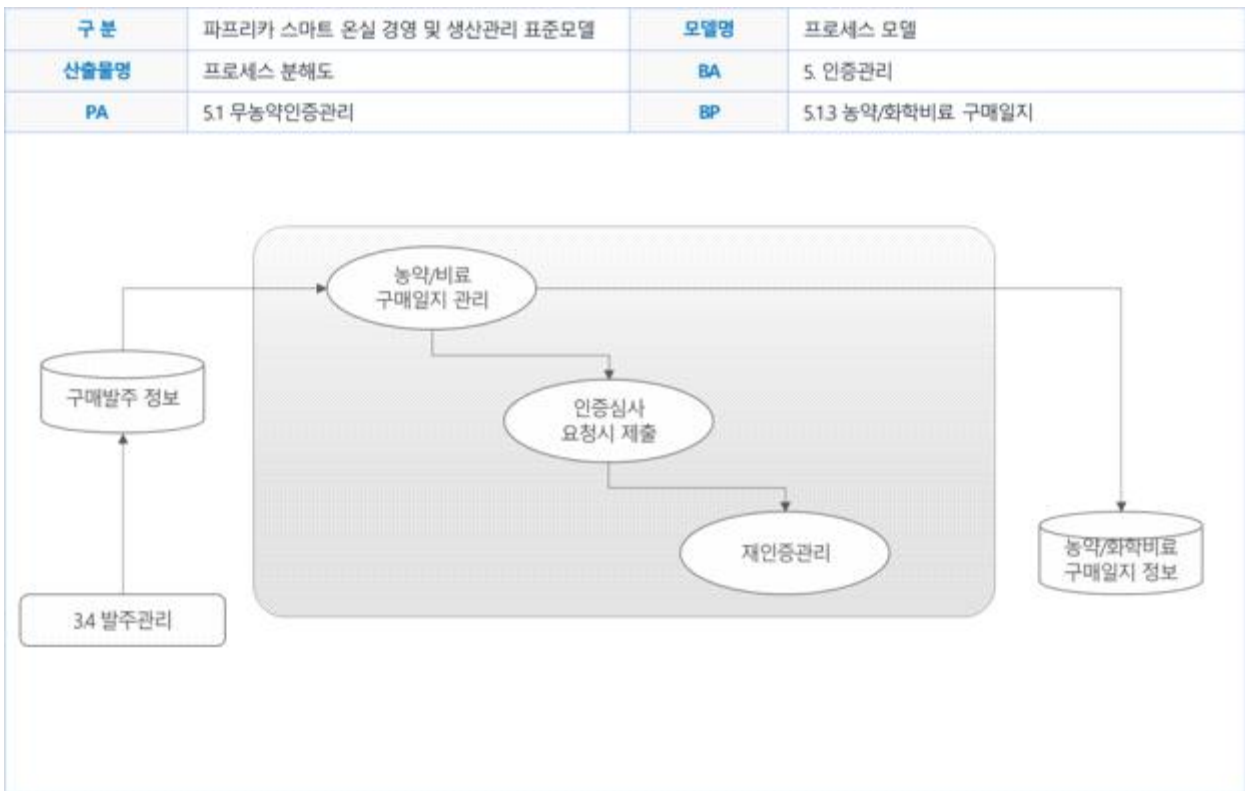 구 분 파프리카 스마트 온실 경영 및 생산관리 표준모델 모델명 프로세스 모델
산출물명 프로세스 분해도 BA 5. 인증관리
PA 5.1 무농약인증관리 BP 5.1.3 농약/화학비료 구매일지
농약/비료
구매일지 관리
구매발주 정보
인증심사
요청시 제출
재인증관리
농약/화학비료
구매일지 정보
3.4 발주관리